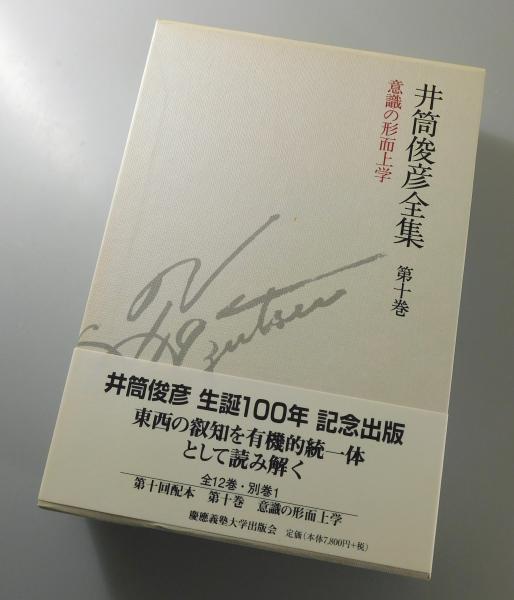 井筒俊彦全集 第十巻
意識の形而上学
T. Izutsu
井筒俊彦 生誕100年 記念出版
東西の叡知を有機的統一体
として読み解く
全12巻・別巻1
第十回配本 第十巻 意識の形而上学
慶應義塾大学出版会 定価(本体7,800円+税)